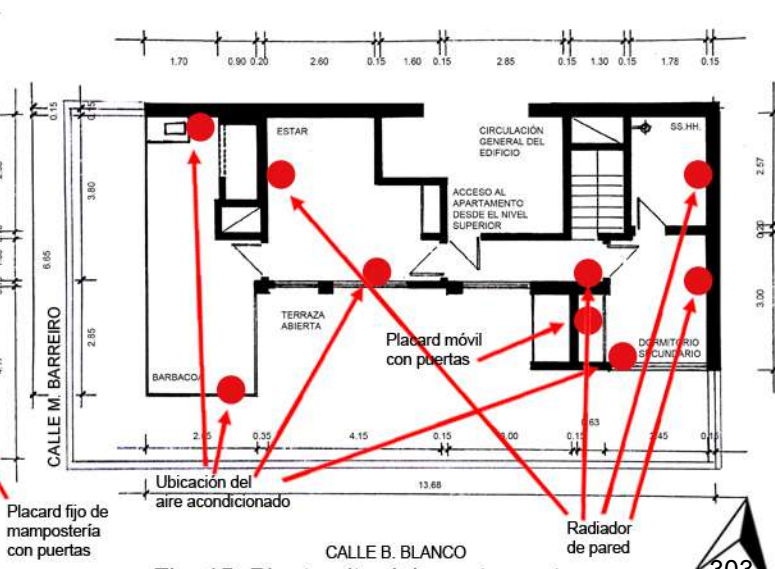 1.70 0.90 0.20 2.60 0.15 1.60 0.15 2.85 0.15 1.30 0.15 1.78 0.15
0.15
3.80
6.65
2.85
2.57
0.20
3.00
ESTAR
CIRCULACIÓN
GENERAL DEL
EDIFICIO
SS.HH.
ACCESO AL
APARTAMENTO
DESDE EL NIVEL
SUPERIOR
TERRAZA
ABIERTA
Placard móvil
con puertas
DORMITORIO
SECUNDARIO
BARBACOA
CALLE M. BARREIRO
0.63
0.35 4.15 0.15 0.15 0.15
13.68
Ubicación del
aire acondicionado
Placard fijo de
mampostería
con puertas
Radiador
de pared
CALLE B. BLANCO
303